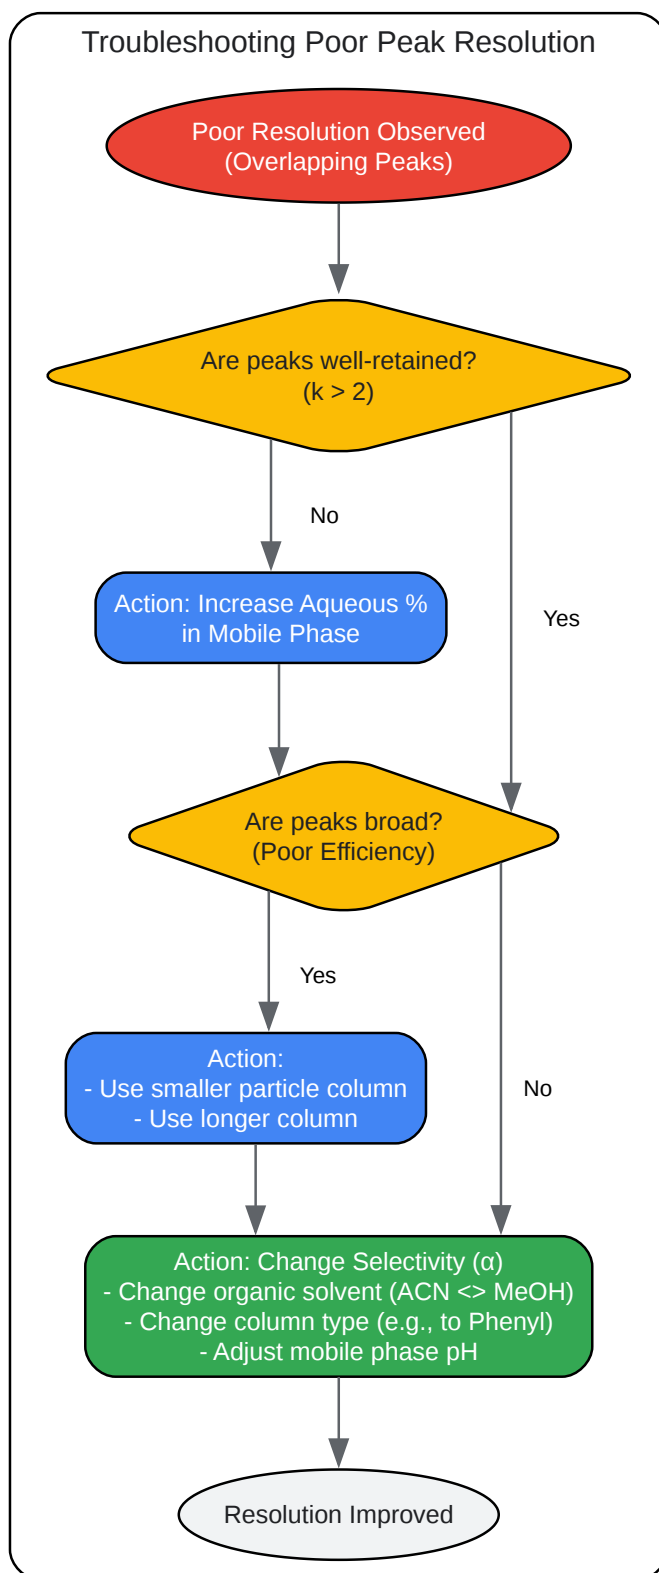 Troubleshooting Poor Peak Resolution
Poor Resolution Observed
(Overlapping Peaks)
Are peaks well-retained?
(k > 2)
No
Yes
Action: Increase Aqueous %
in Mobile Phase
Are peaks broad?
(Poor Efficiency)
Yes
No
Action:
- Use smaller particle column
- Use longer column
Action: Change Selectivity (α)
- Change organic solvent (ACN <> MeOH)
- Change column type (e.g., to Phenyl)
- Adjust mobile phase pH
Resolution Improved